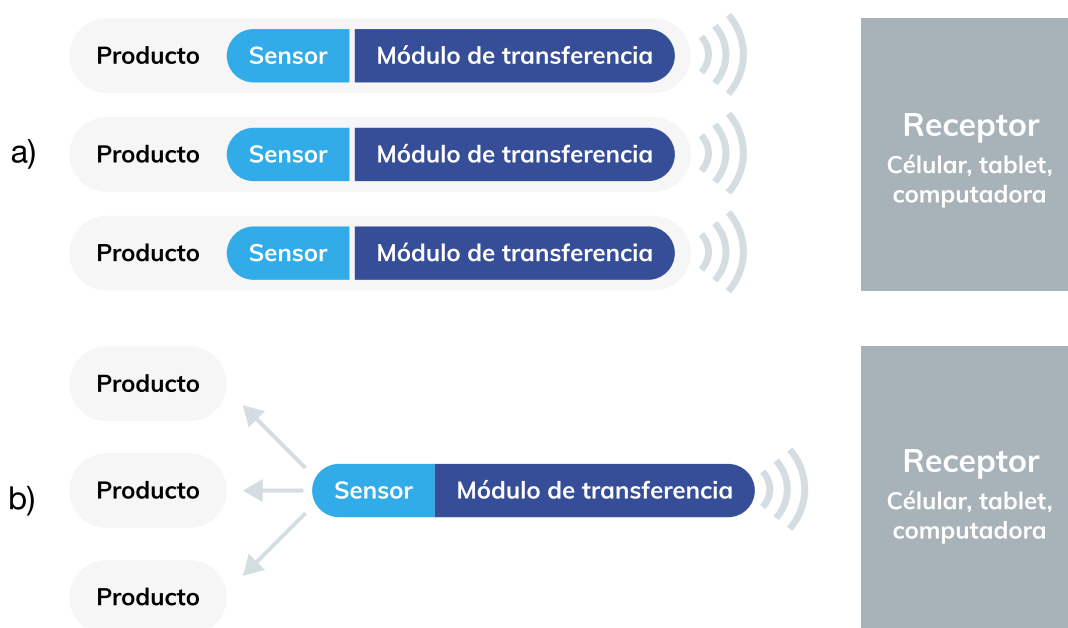 Producto Sensor Módulo de transferencia
a) Producto Sensor Módulo de transferencia
Producto Sensor Módulo de transferencia
Receptor
Célular, tablet,
computadora
Producto
b) Producto Sensor Módulo de transferencia
Producto
Receptor
Célular, tablet,
computadora